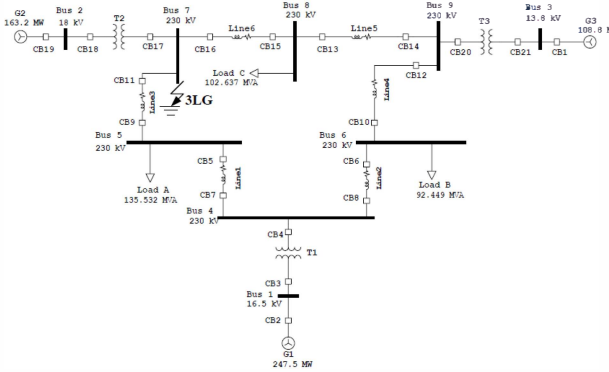 G2
163.2 MW
CB19
Bus 2
18 kV
CB18
T2
CB17
Bus 7
230 kV
CB16
Line6
CB15
Bus 8
230 kV
CB13
Line5
CB14
Bus 9
230 kV
CB20
T3
CB21
Bus 3
13.8 kV
CB1
G3
108.8 M
CB11
Line3
CB9
3LG
Load C
102.637 MVA
CB12
Line4
CB10
Bus 5
230 kV
Bus 6
230 kV
Load A
135.532 MVA
CB5
Line1
CB7
CB6
Line2
CB8
Load B
92.449 MVA
Bus 4
230 kV
CB4
T1
CB3
Bus 1
16.5 kV
CB2
G1
247.5 MW